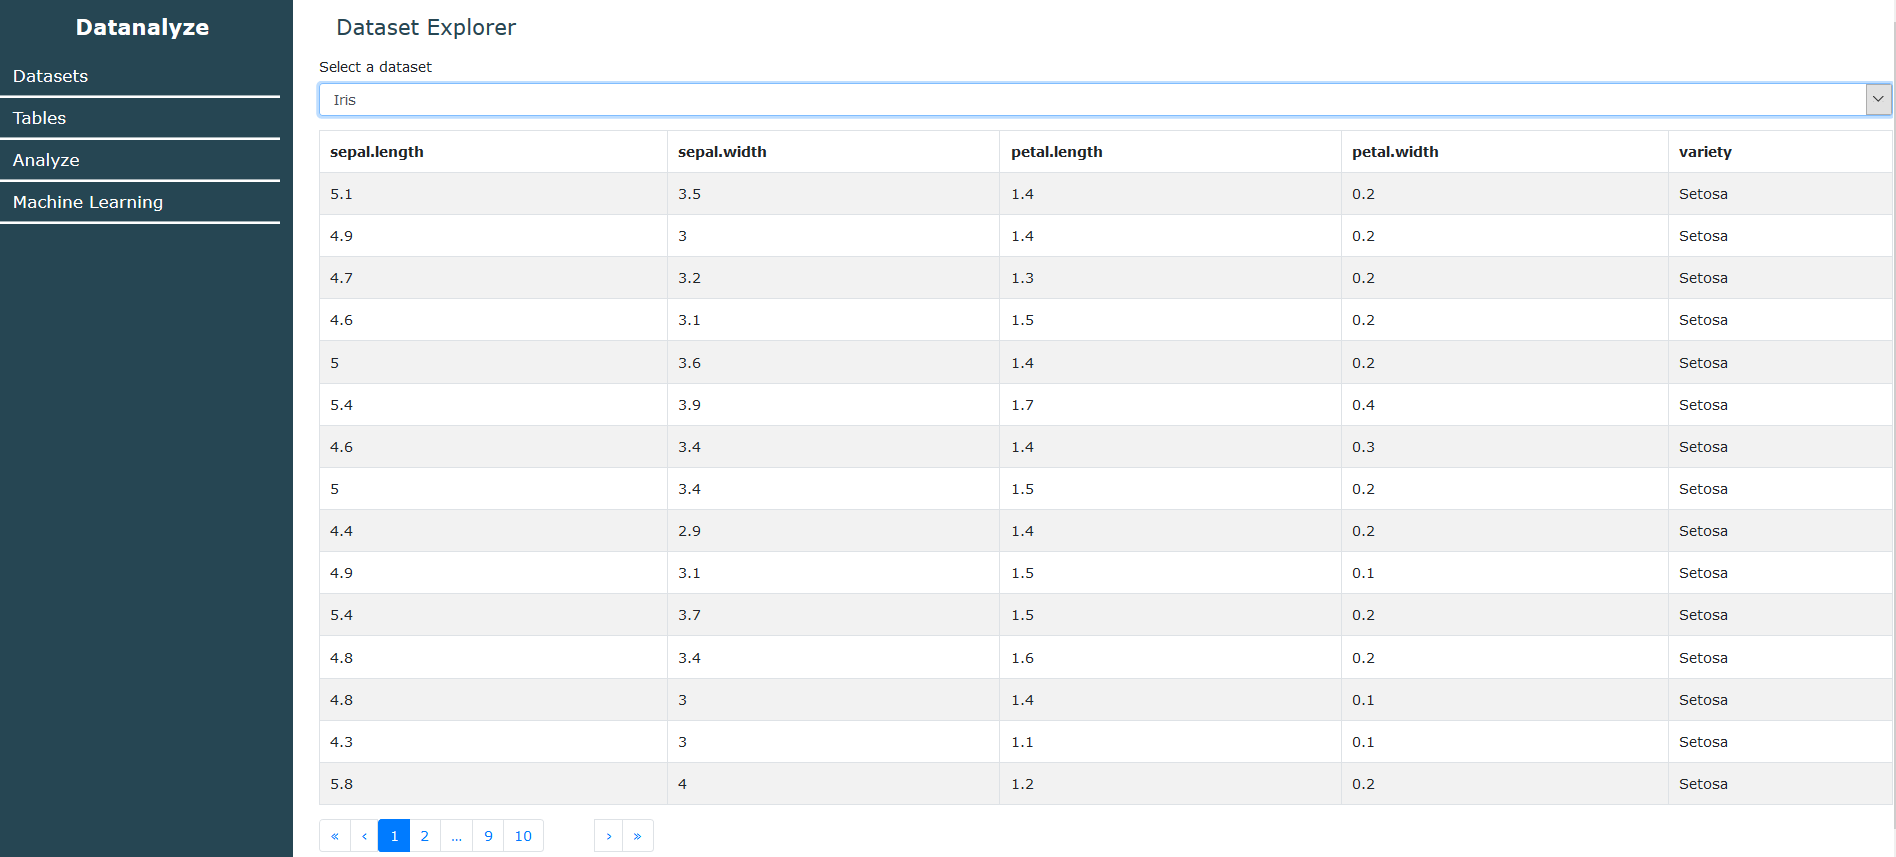 Datanalyze
Datasets
Tables
Analyze
Machine Learning
Dataset Explorer
Select a dataset
Iris
sepal.length sepal.width petal.length petal.width variety
5.1 3.5 1.4 0.2 Setosa
4.9 3 1.4 0.2 Setosa
4.7 3.2 1.3 0.2 Setosa
4.6 3.1 1.5 0.2 Setosa
5 3.6 1.4 0.2 Setosa
5.4 3.9 1.7 0.4 Setosa
4.6 3.4 1.4 0.3 Setosa
5 3.4 1.5 0.2 Setosa
4.4 2.9 1.4 0.2 Setosa
4.9 3.1 1.5 0.1 Setosa
5.4 3.7 1.5 0.2 Setosa
4.8 3.4 1.6 0.2 Setosa
4.8 3 1.4 0.1 Setosa
4.3 3 1.1 0.1 Setosa
5.8 4 1.2 0.2 Setosa
« ‹ 1 2 ... 9 10 › »